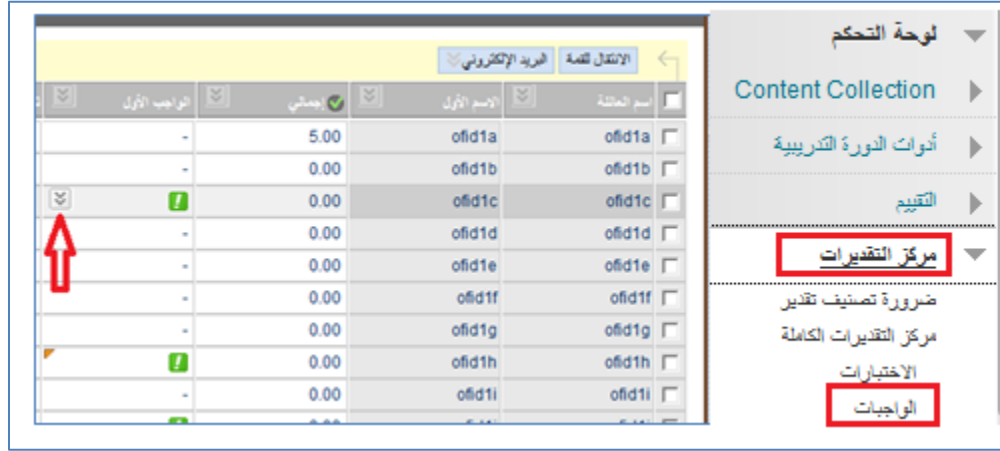 لوحة التحكم
Content Collection
أدوات الدورة التدريبية
التقييم
مركز التقديرات
ضرورة تصنيف تقدير
مركز التقديرات الكاملة
الاختبارات
الواجبات
الانتقال للقمة البريد الإلكتروني
اسم العائلة الاسم الأول إجمالي الواجب الأول
ofid1a ofid1a 5.00 -
ofid1b ofid1b 0.00 -
ofid1c ofid1c 0.00
ofid1d ofid1d 0.00 -
ofid1e ofid1e 0.00 -
ofid1f ofid1f 0.00 -
ofid1g ofid1g 0.00 -
ofid1h ofid1h 0.00
ofid1i ofid1i 0.00 -